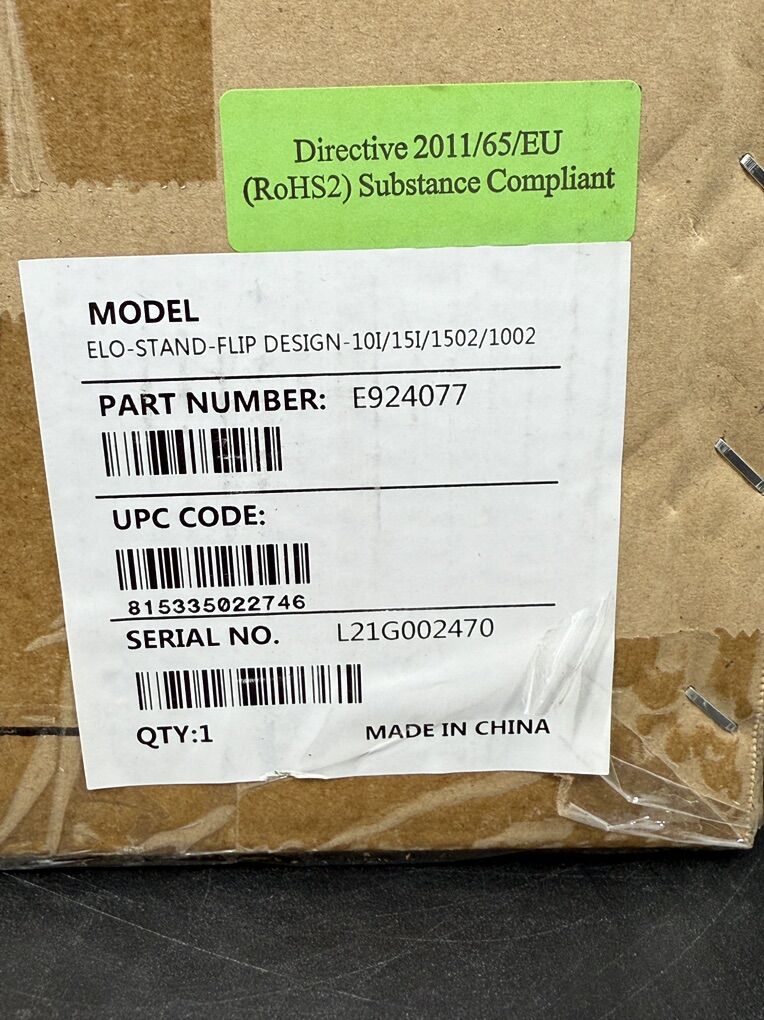 Directive 2011/65/EU
(RoHS2) Substance Compliant
MODEL
ELO-STAND-FLIP DESIGN-10I/15I/1502/1002
PART NUMBER: E924077
UPC CODE:
815335022746
SERIAL NO. L21G002470
QTY:1 MADE IN CHINA